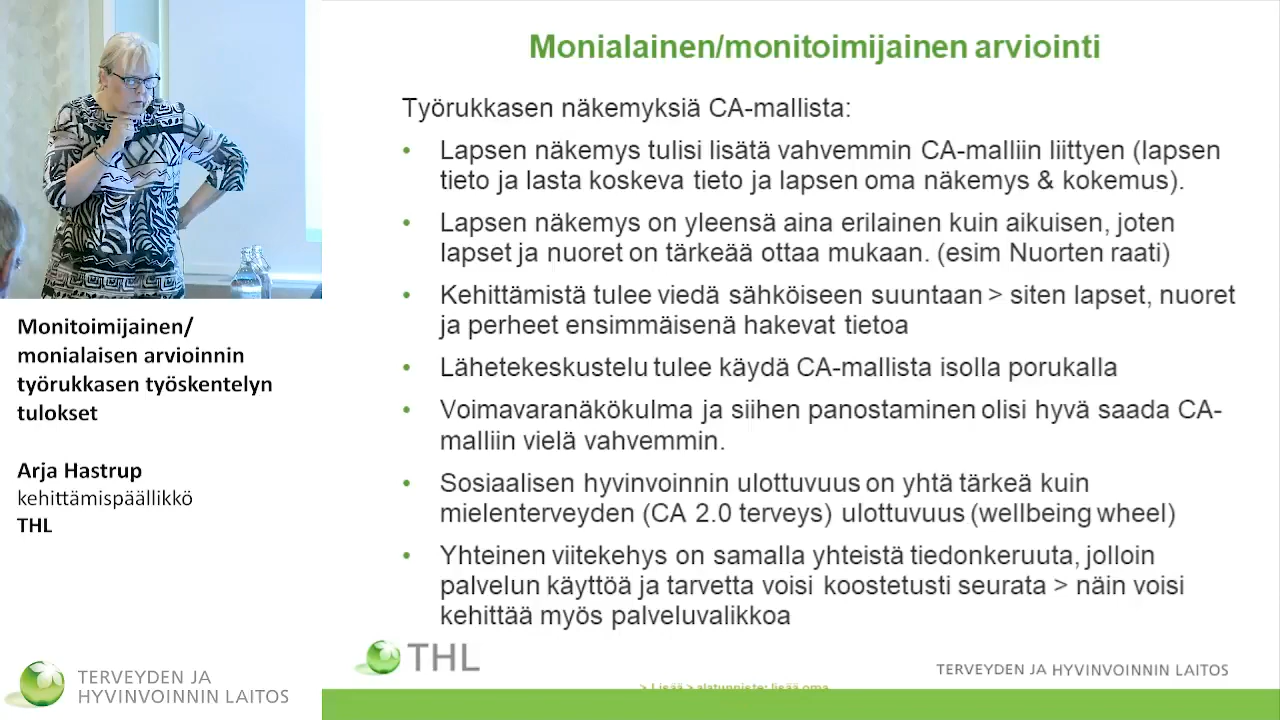 Monialainen/monitoimijainen arviointi
Työrukkasen näkemyksiä CA-mallista:
• Lapsen näkemys tulisi lisätä vahvemmin CA-malliin liittyen (lapsen
tieto ja lasta koskeva tieto ja lapsen oma näkemys & kokemus).
• Lapsen näkemys on yleensä aina erilainen kuin aikuisen, joten
lapset ja nuoret on tärkeää ottaa mukaan. (esim Nuorten raati)
• Kehittämistä tulee viedä sähköiseen suuntaan > siten lapset, nuoret
ja perheet ensimmäisenä hakevat tietoa
• Lähetekeskustelu tulee käydä CA-mallista isolla porukalla
• Voimavaranäkökulma ja siihen panostaminen olisi hyvä saada CA-
malliin vielä vahvemmin.
• Sosiaalisen hyvinvoinnin ulottuvuus on yhtä tärkeä kuin
mielenterveyden (CA 2.0 terveys) ulottuvuus (wellbeing wheel)
• Yhteinen viitekehys on samalla yhteistä tiedonkeruuta, jolloin
palvelun käyttöä ja tarvetta voisi koostetusti seurata > näin voisi
kehittää myös palveluvalikkoa
THL
TERVEYDEN JA HYVINVOINNIN LAITOS
> Lisää > alatunniste: lisää oma
Monitoimijainen/
monialaisen arvioinnin
työrukkasen työskentelyn
tulokset
Arja Hastrup
kehittämispäällikkö
THL
TERVEYDEN JA
HYVINVOINNIN LAITOS